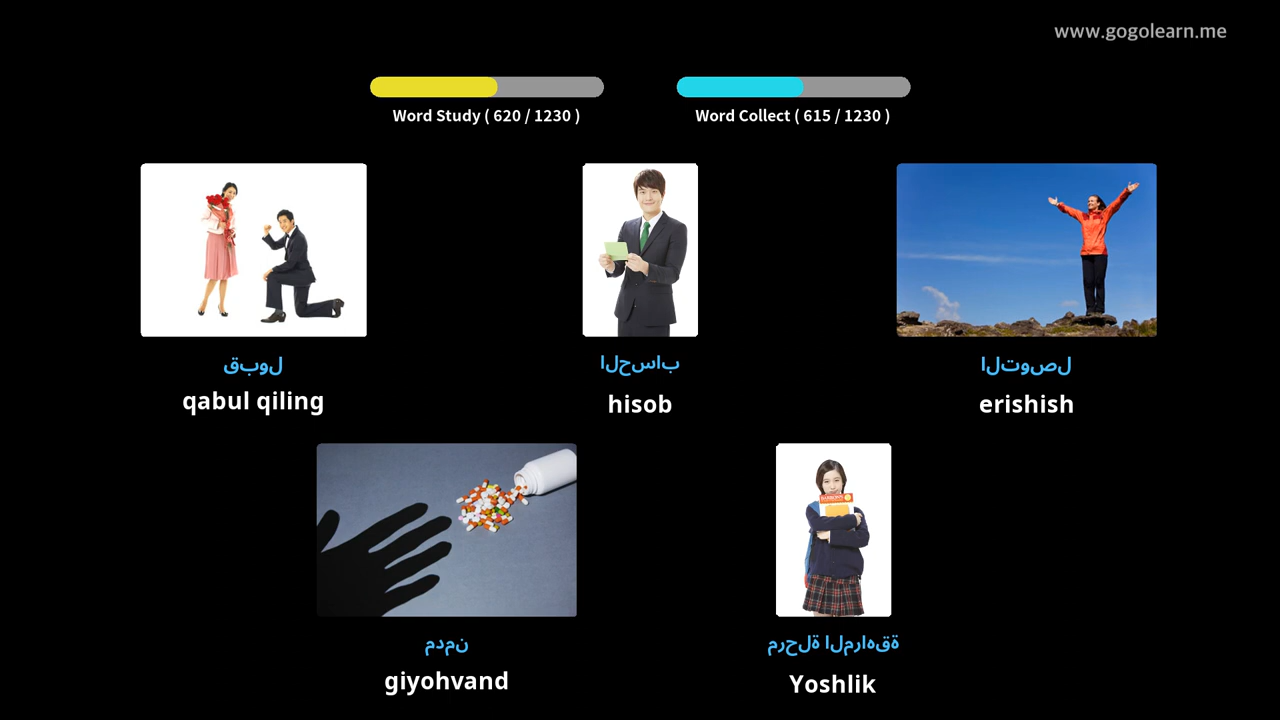 www.gogolearn.me
Word Study ( 620 / 1230 )
Word Collect ( 615 / 1230 )
قبول
qabul qiling
الحساب
hisob
التوصل
erishish
مدمن
giyohvand
مرحلة المراهقة
Yoshlik